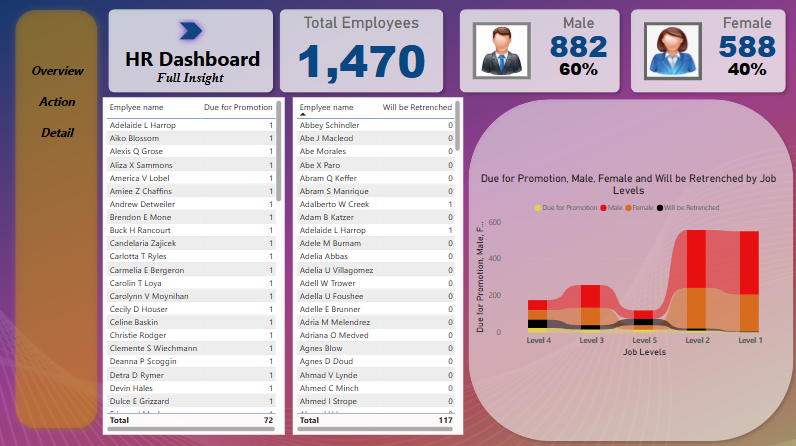 Overview
Action
Detail
HR Dashboard
Full Insight
Total Employees
1,470
Male
882
60%
Female
588
40%
Emplyee name Due for Promotion
Adelaide L Harrop 1
Aiko Blossom 1
Alexis Q Grose 1
Aliza X Sammons 1
America V Lobel 1
Amiee Z Chaffins 1
Andrew Detweiler 1
Brendon E Mone 1
Buck H Rancourt 1
Candelaria Zajicek 1
Carlotta T Ryles 1
Carmelia E Bergeron 1
Carolin T Loya 1
Carolynn V Moynihan 1
Cecily D Houser 1
Celine Baskin 1
Christie Rodger 1
Clemente S Wiechmann 1
Deanna P Scoggin 1
Detra D Rymer 1
Devin Hales 1
Dulce E Grizzard 1
Total 72
Emplyee name Will be Retrenched
Abbey Schindler 0
Abe J Macleod 0
Abe Morales 0
Abe X Paro 0
Abram Q Keffer 0
Abram S Manrique 0
Adalberto W Creek 1
Adam B Katzer 0
Adelaide L Harrop 1
Adele M Burnam 0
Adelia Abbas 0
Adelia U Villagomez 0
Adell W Trower 0
Adella U Foushee 0
Adelle E Brunner 0
Adria M Melendrez 0
Adriana O Medved 0
Agnes Blow 0
Agnes D Doud 0
Ahmad V Lynde 0
Ahmed C Minch 0
Ahmed I Strope 0
Total 117
Due for Promotion, Male, Female and Will be Retrenched by Job
Levels
Due for Promotion Male Female Will be Retrenched
Due for Promotion, Male, F...
600
400
200
0
Level 4 Level 3 Level 5 Level 2 Level 1
Job Levels